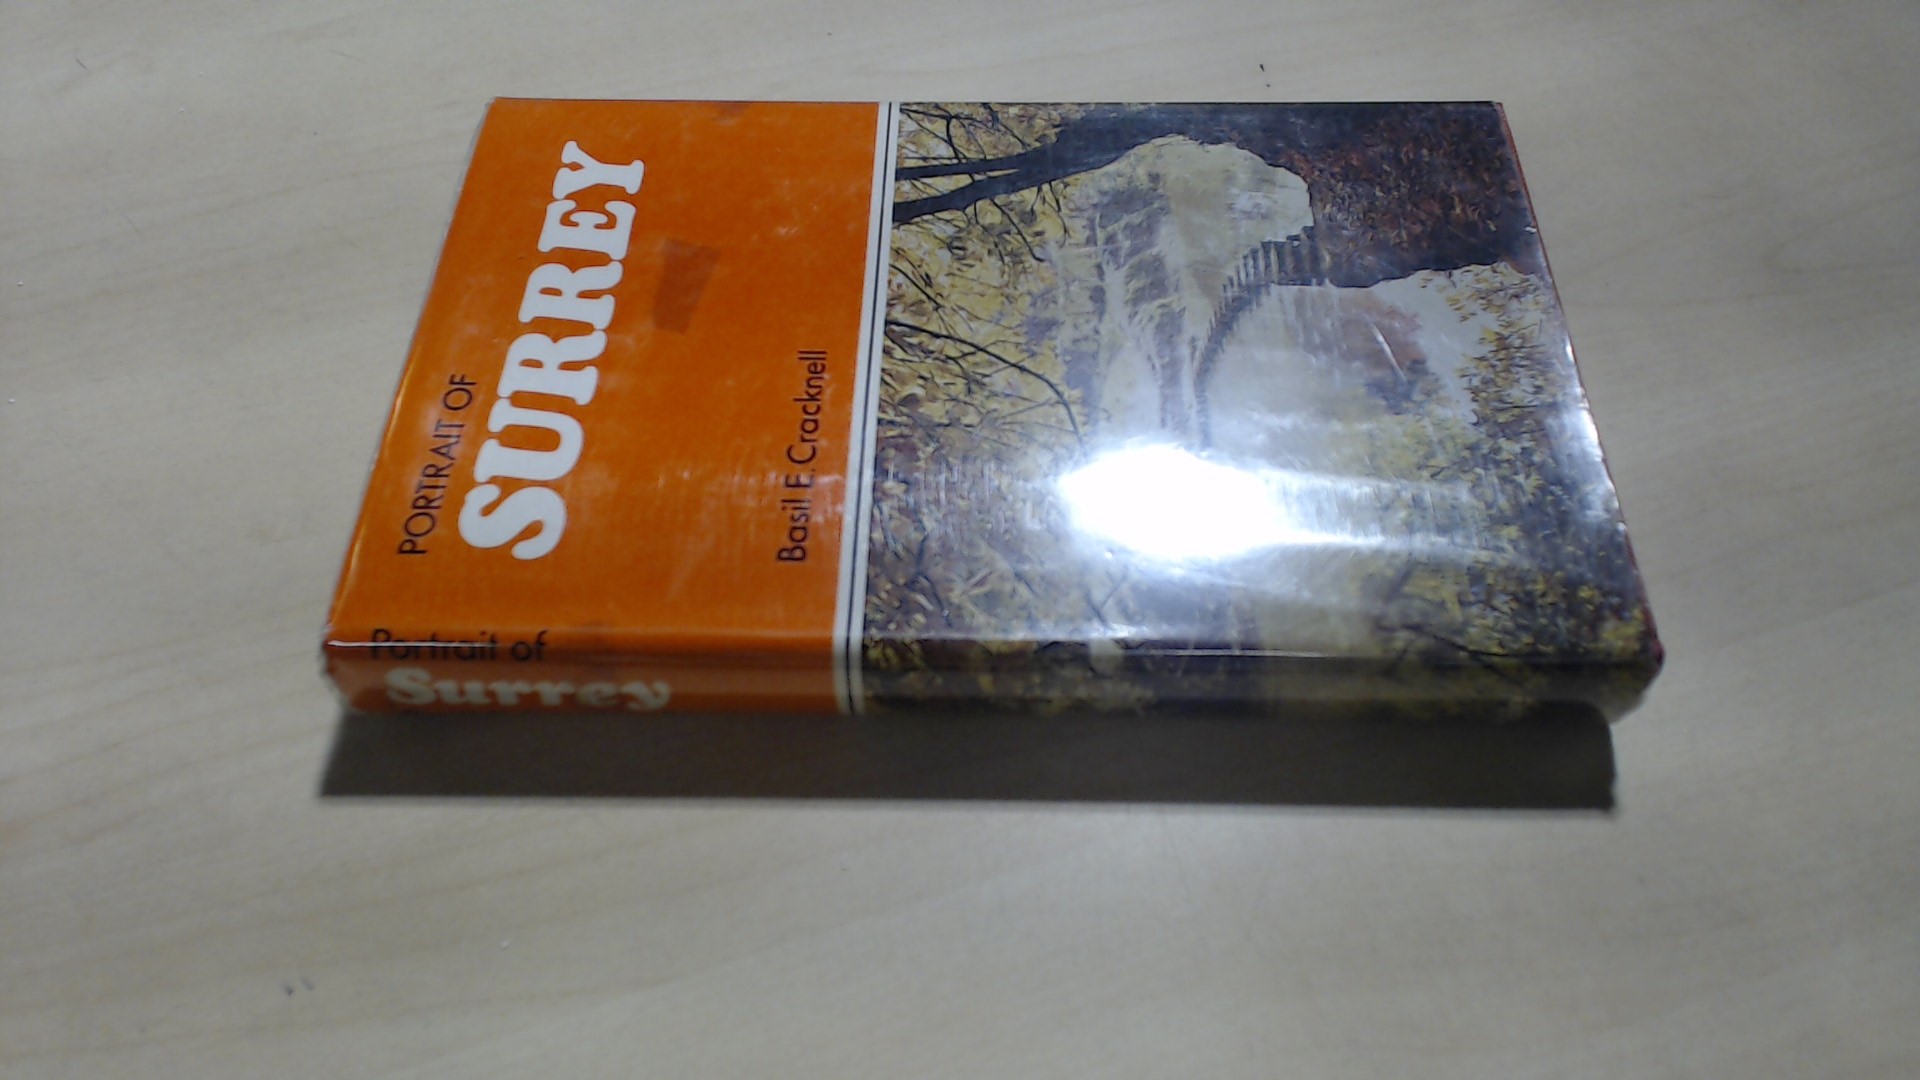 PORTRAIT OF
SURREY
Basil E. Cracknell
Portrait of
Surrey